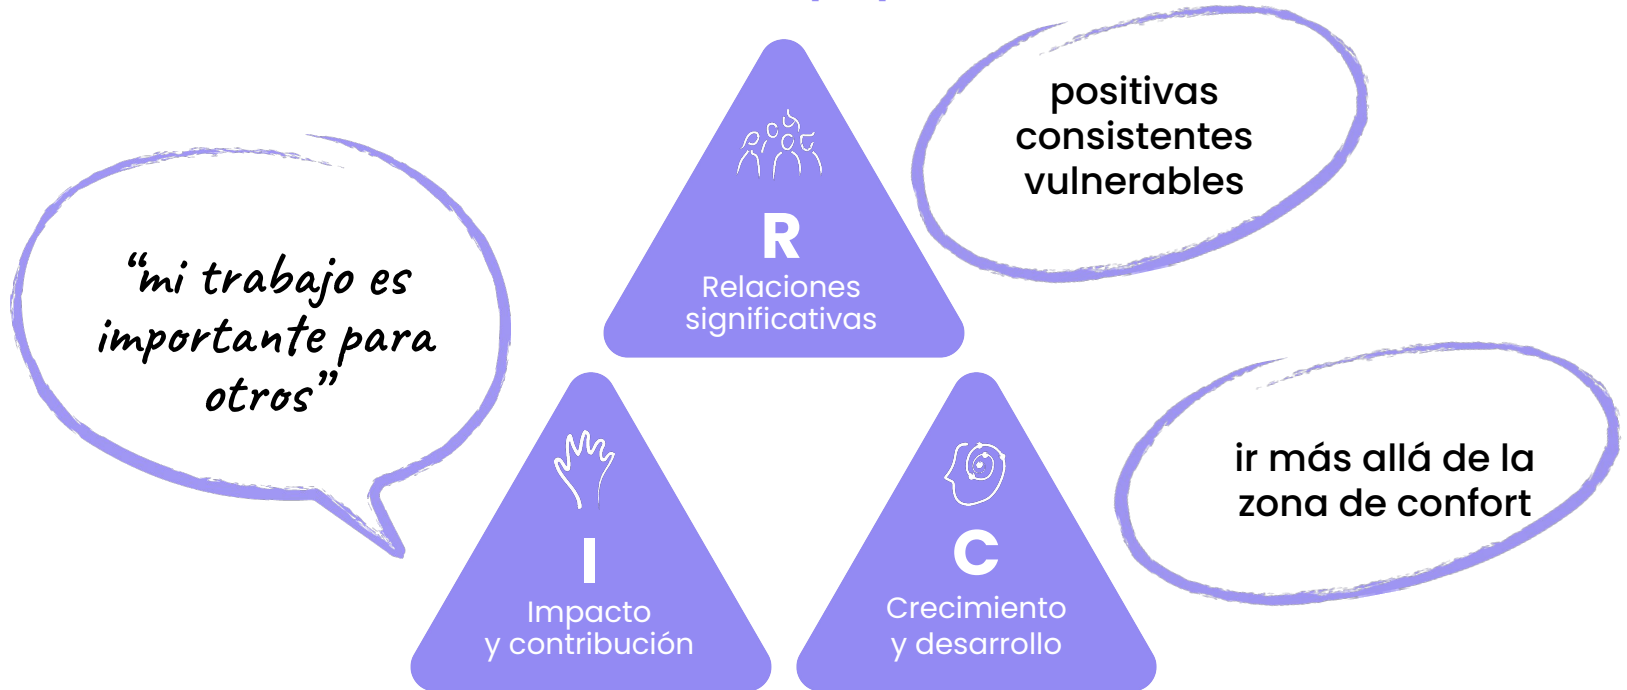 positivas
consistentes
vulnerables
R
Relaciones
significativas
“mi trabajo es
importante para
otros”
I
Impacto
y contribución
C
Crecimiento
y desarrollo
ir más allá de la
zona de confort